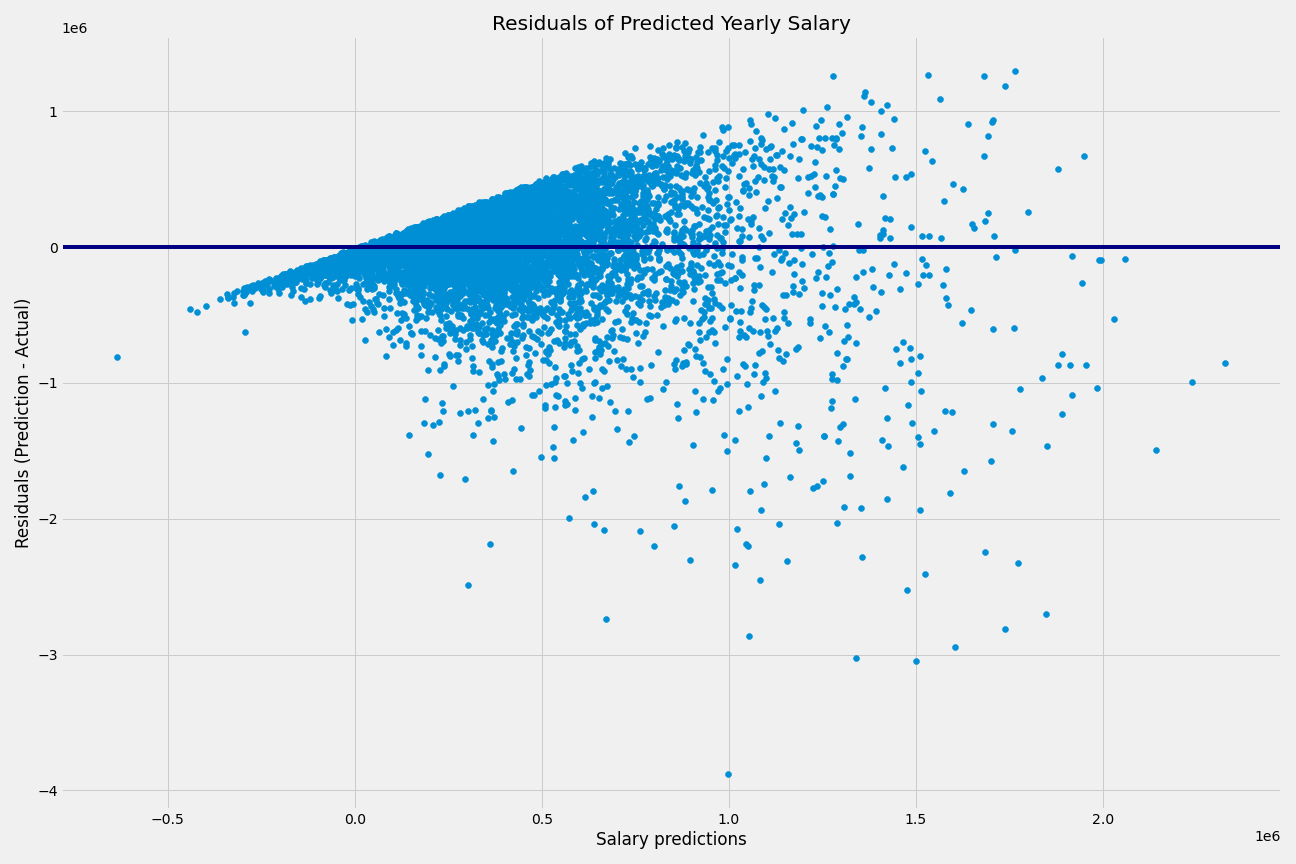 Residuals of Predicted Yearly Salary
1e6
1
0
−1
−2
−3
−4
Residuals (Prediction - Actual)
−0.5 0.0 0.5 1.0 1.5 2.0
Salary predictions
1e6